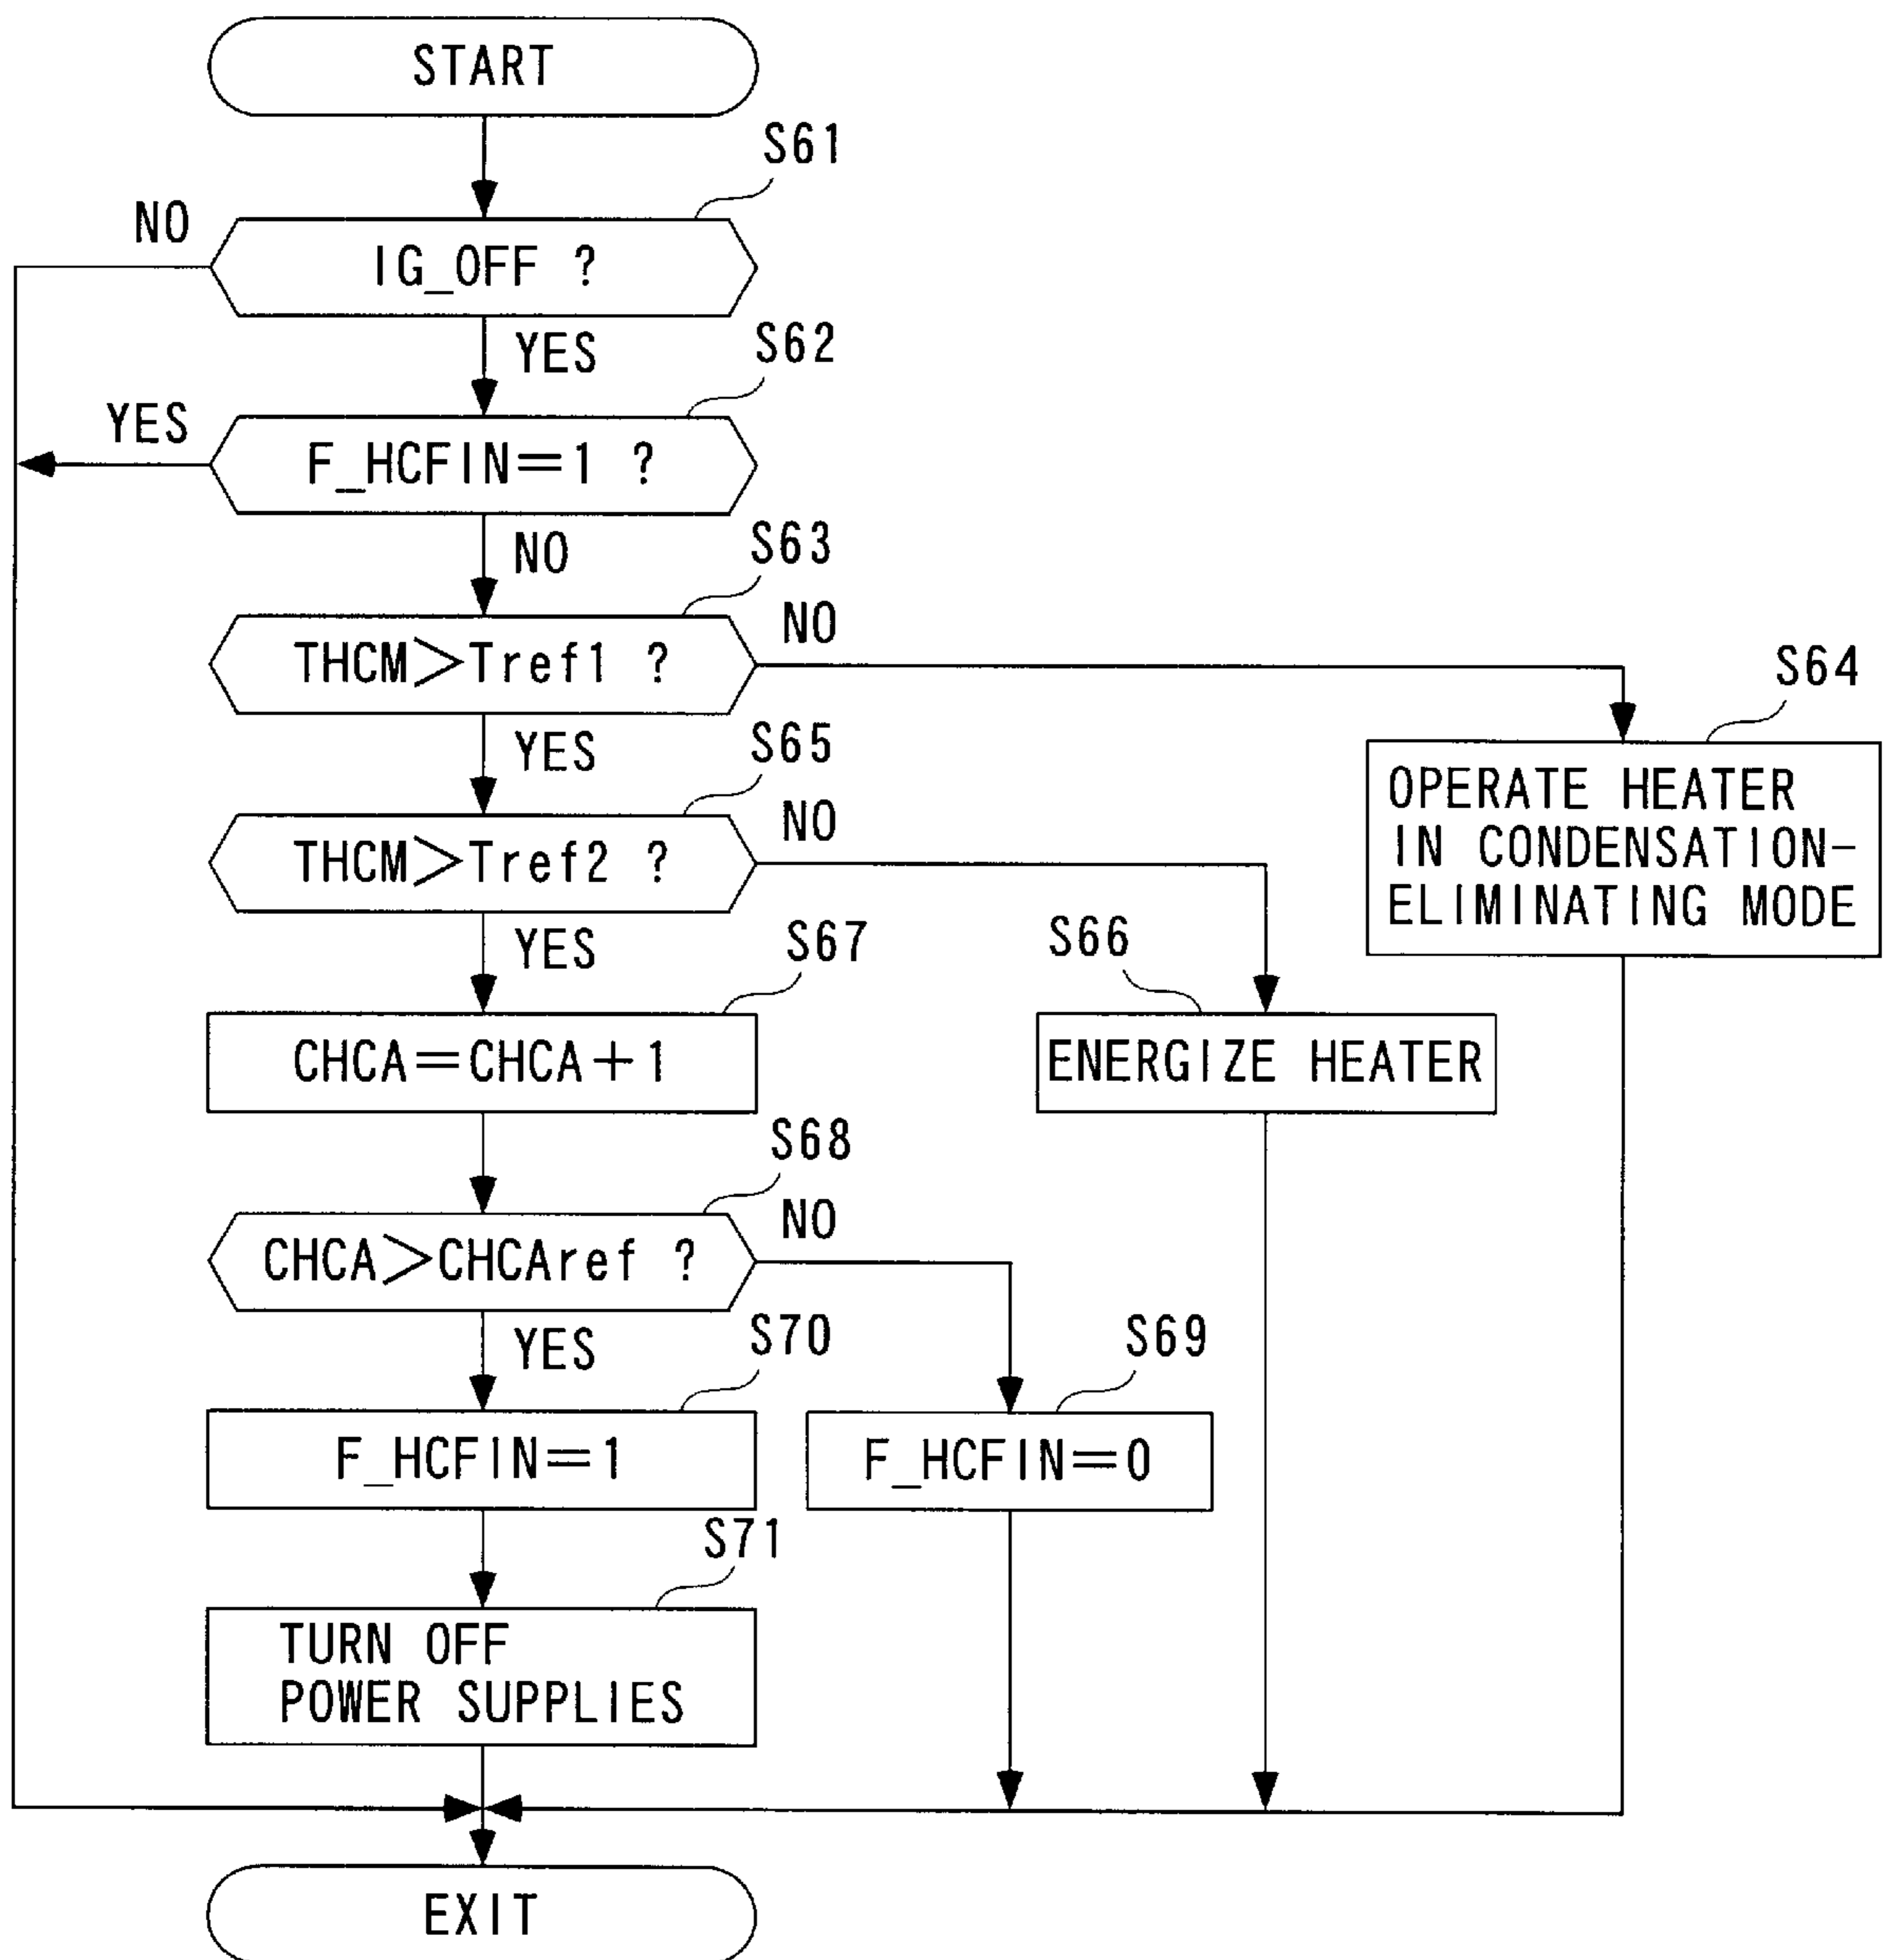 START
S61
NO
IG_OFF ?
YES
S62
YES
F_HCFIN=1 ?
NO
S63
THCM>Tref1 ?
NO
S64
OPERATE HEATER
IN CONDENSATION-
ELIMINATING MODE
YES
S65
THCM>Tref2 ?
NO
YES
S67
S66
CHCA=CHCA+1
ENERGIZE HEATER
S68
CHCA>CHCAref ?
NO
YES
S70
S69
F_HCFIN=1
F_HCFIN=0
S71
TURN OFF
POWER SUPPLIES
EXIT